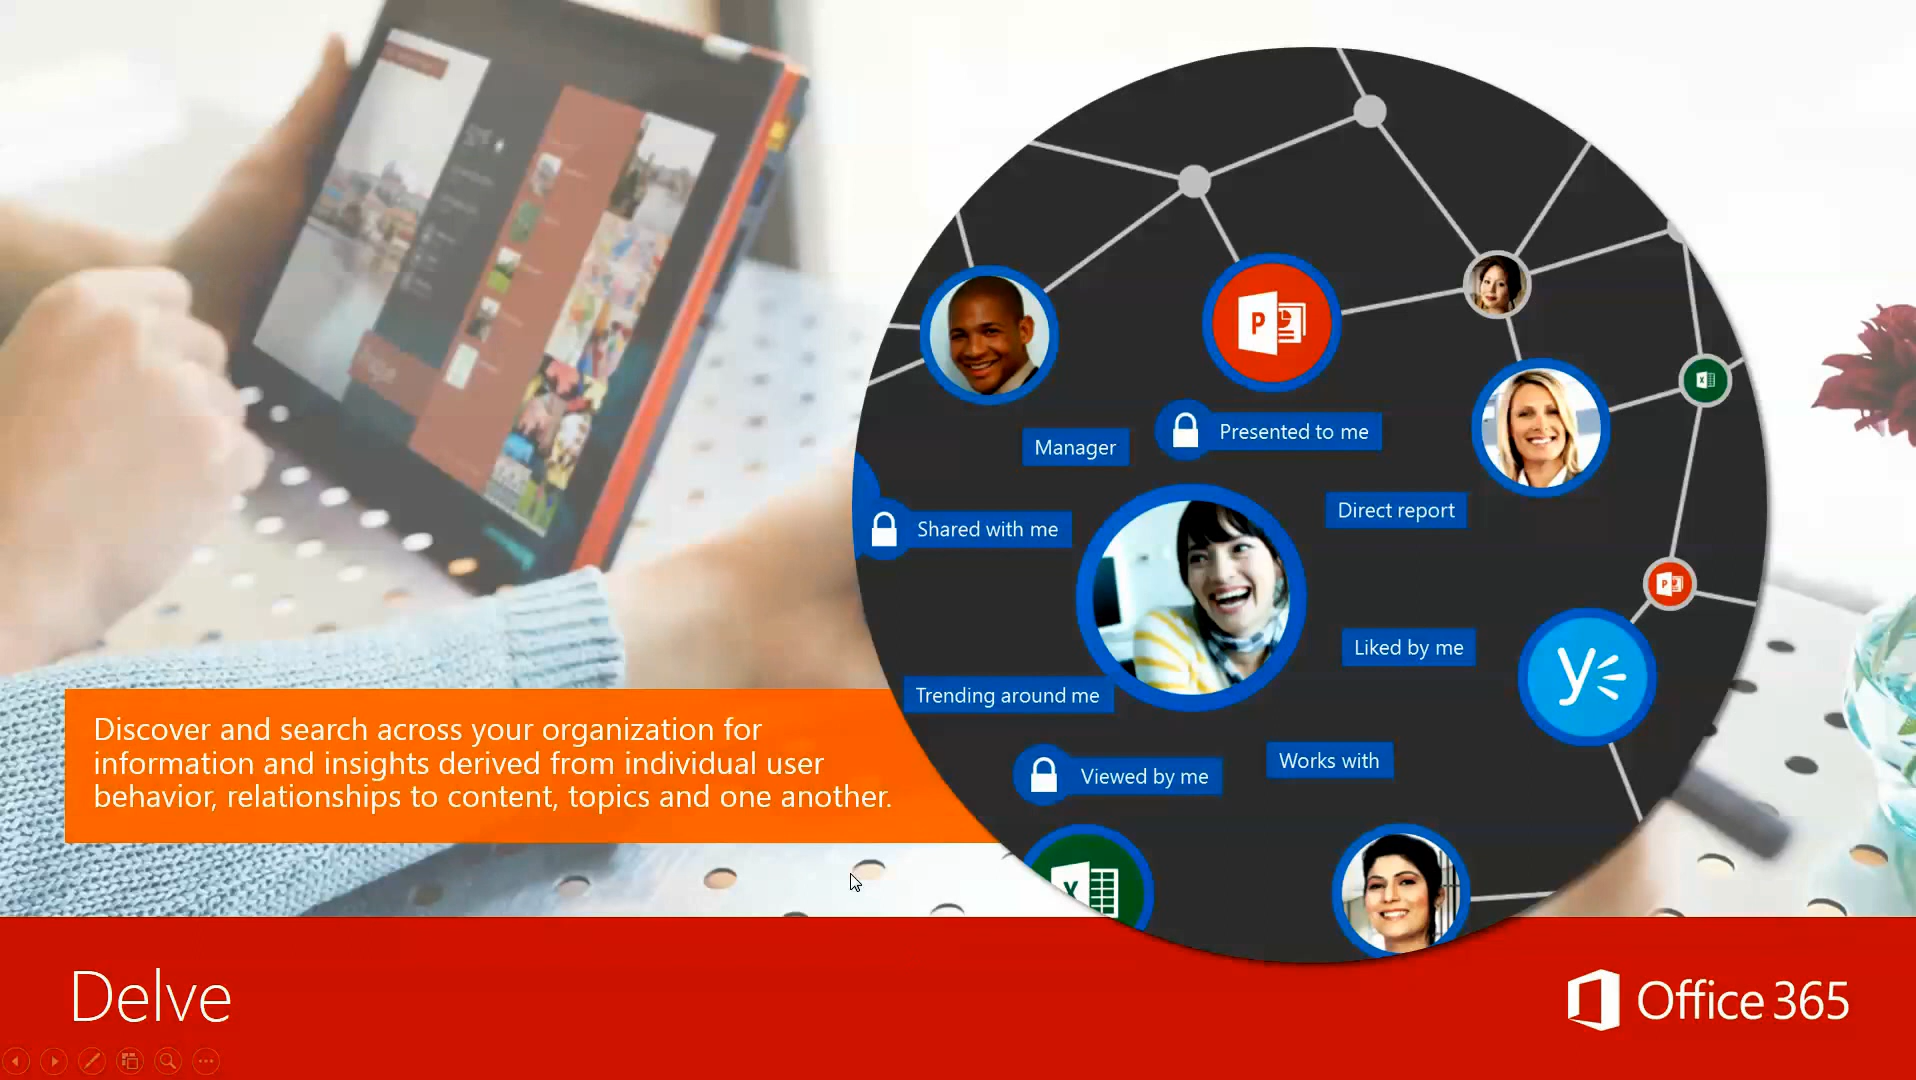 Manager
Presented to me
Direct report
Shared with me
Liked by me
Trending around me
Works with
Viewed by me
Discover and search across your organization for
information and insights derived from individual user
behavior, relationships to content, topics and one another.
Delve
Office 365